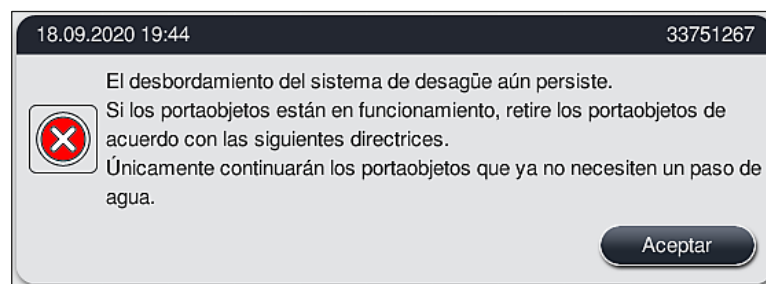 18.09.2020 19:44 33751267
El desbordamiento del sistema de desagüe aún persiste.
Si los portaobjetos están en funcionamiento, retire los portaobjetos de
acuerdo con las siguientes directrices.
Únicamente continuarán los portaobjetos que ya no necesiten un paso de
agua.
Aceptar